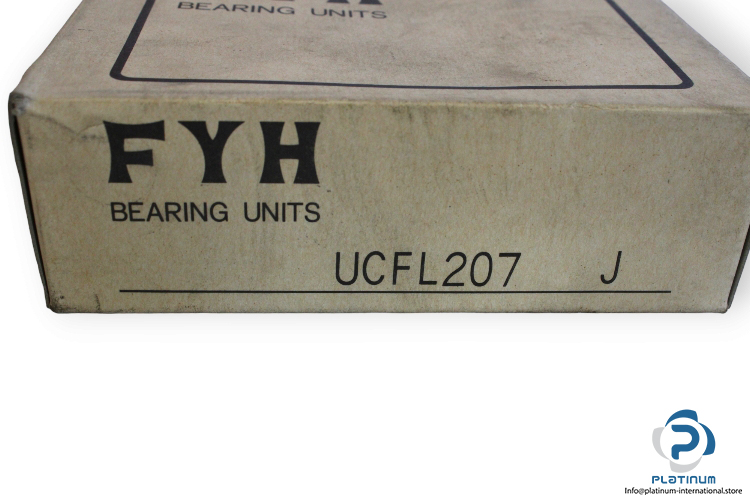 BEARING UNITS
FYH
BEARING UNITS
UCFL207 J
PLATINUM
Info@platinum-international.store